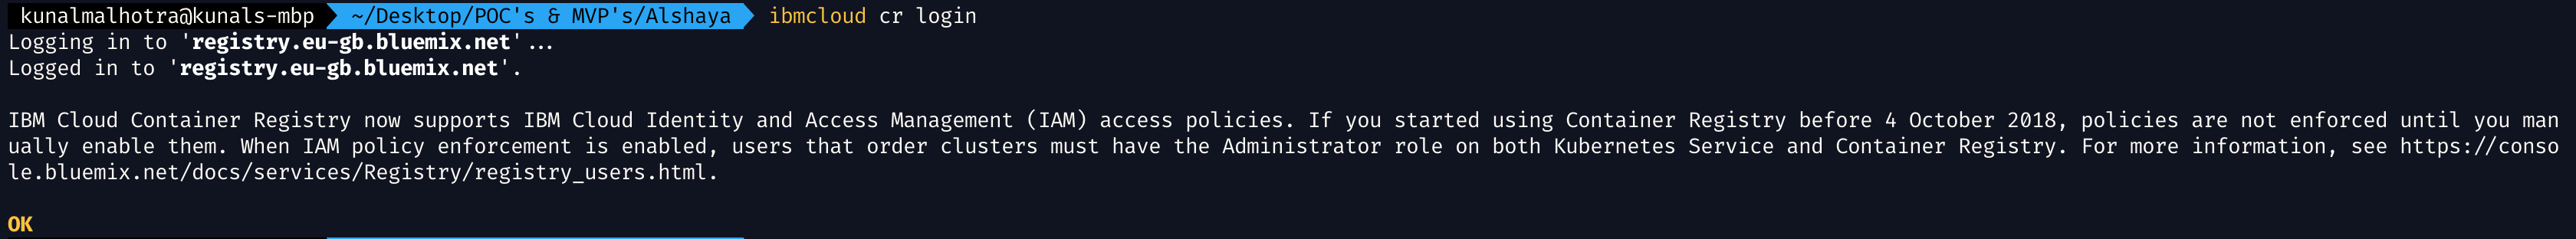 kunalmalhotra@kunals-mbp ~/Desktop/POC's & MVP's/Alshaya ibmcloud cr login
Logging in to 'registry.eu-gb.bluemix.net'...
Logged in to 'registry.eu-gb.bluemix.net'.
IBM Cloud Container Registry now supports IBM Cloud Identity and Access Management (IAM) access policies. If you started using Container Registry before 4 October 2018, policies are not enforced until you man
ually enable them. When IAM policy enforcement is enabled, users that order clusters must have the Administrator role on both Kubernetes Service and Container Registry. For more information, see https://conso
le.bluemix.net/docs/services/Registry/registry_users.html.
OK